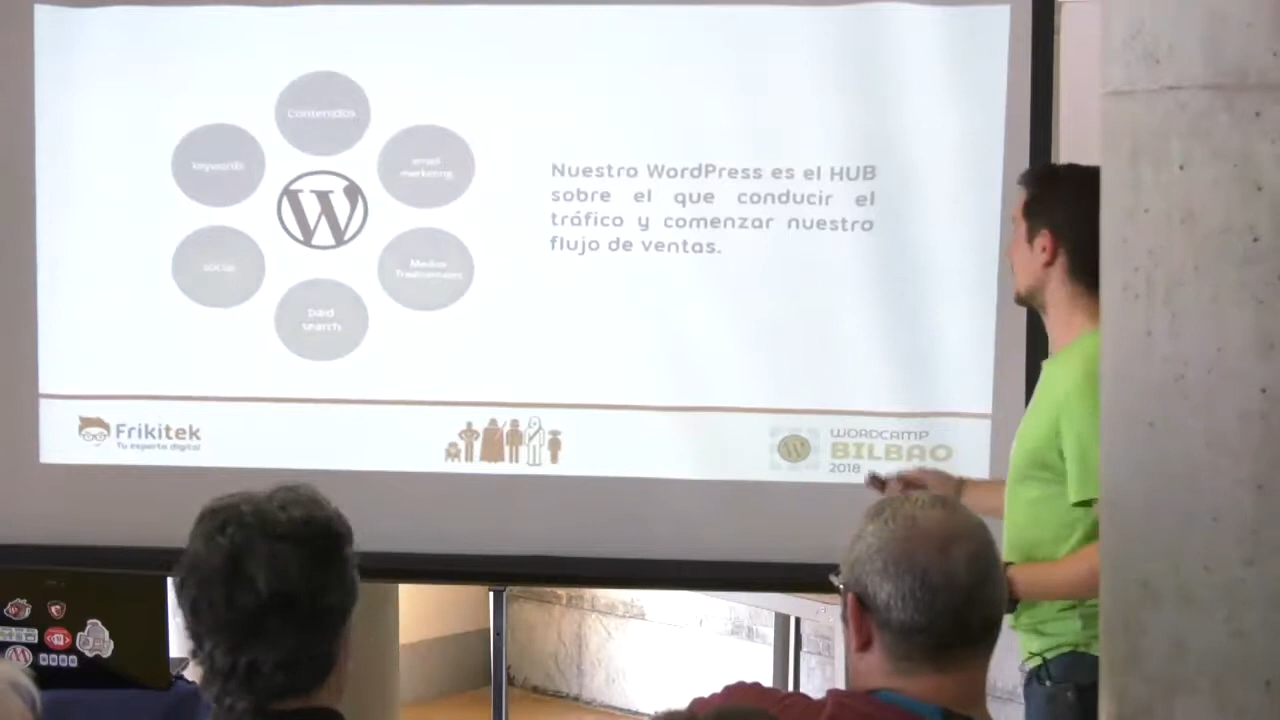 Contenidos
keywords
email
marketing
social
Medios
Tradicionales
paid
search
Nuestro WordPress es el HUB
sobre el que conducir el
tráfico y comenzar nuestro
flujo de ventas.
Frikitek
Tu experto digital
WORDCAMP
BILBAO
2018